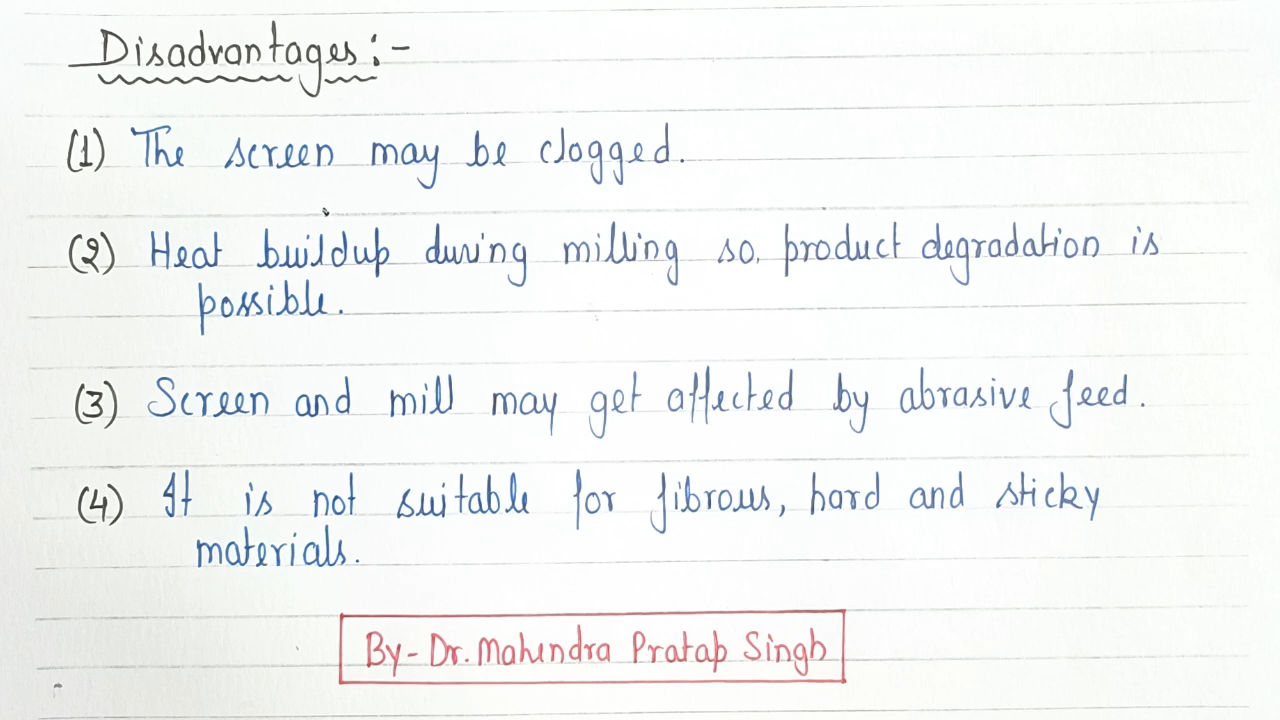 Disadvantages:-
(1) The screen may be clogged.
(2) Heat buildup during milling so, product degradation is
possible.
(3) Screen and mill may get affected by abrasive feed.
(4) It is not suitable for fibrous, hard and sticky
materials.
By- Dr. Mahendra Pratap Singh